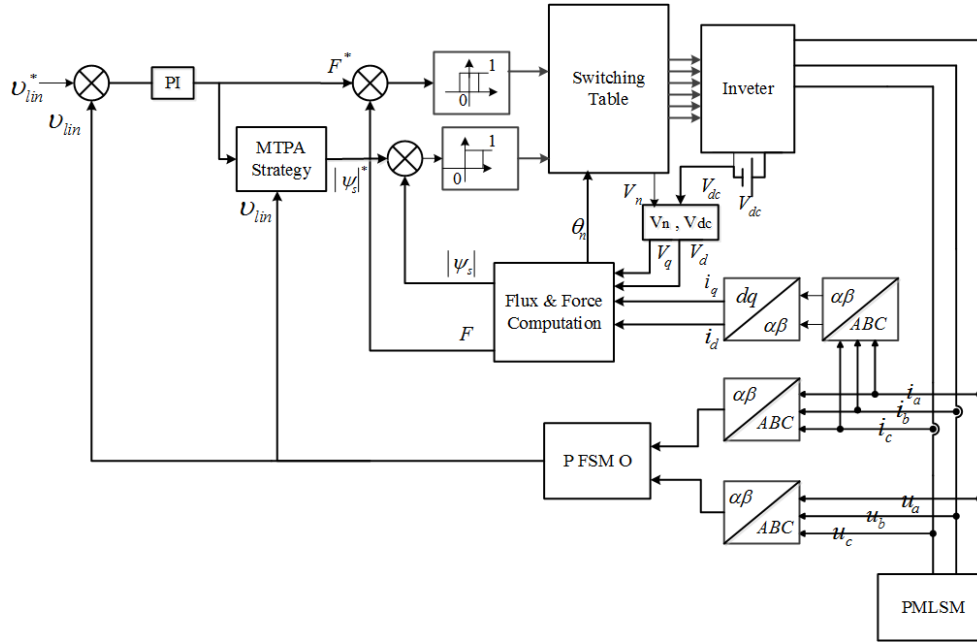 υ*lin
υlin
PI
F*
0
1
Switching
Table
Inveter
MTPA
Strategy
|ψs|*
υlin
0
1
Vn
Vdc
Vdc
Vn , Vdc
Vq
Vd
θn
|ψs|
F
Flux & Force
Computation
iq
id
dq
αβ
αβ
ABC
αβ
ABC
ia
ib
ic
P FSM O
αβ
ABC
ua
ub
uc
PMLSM